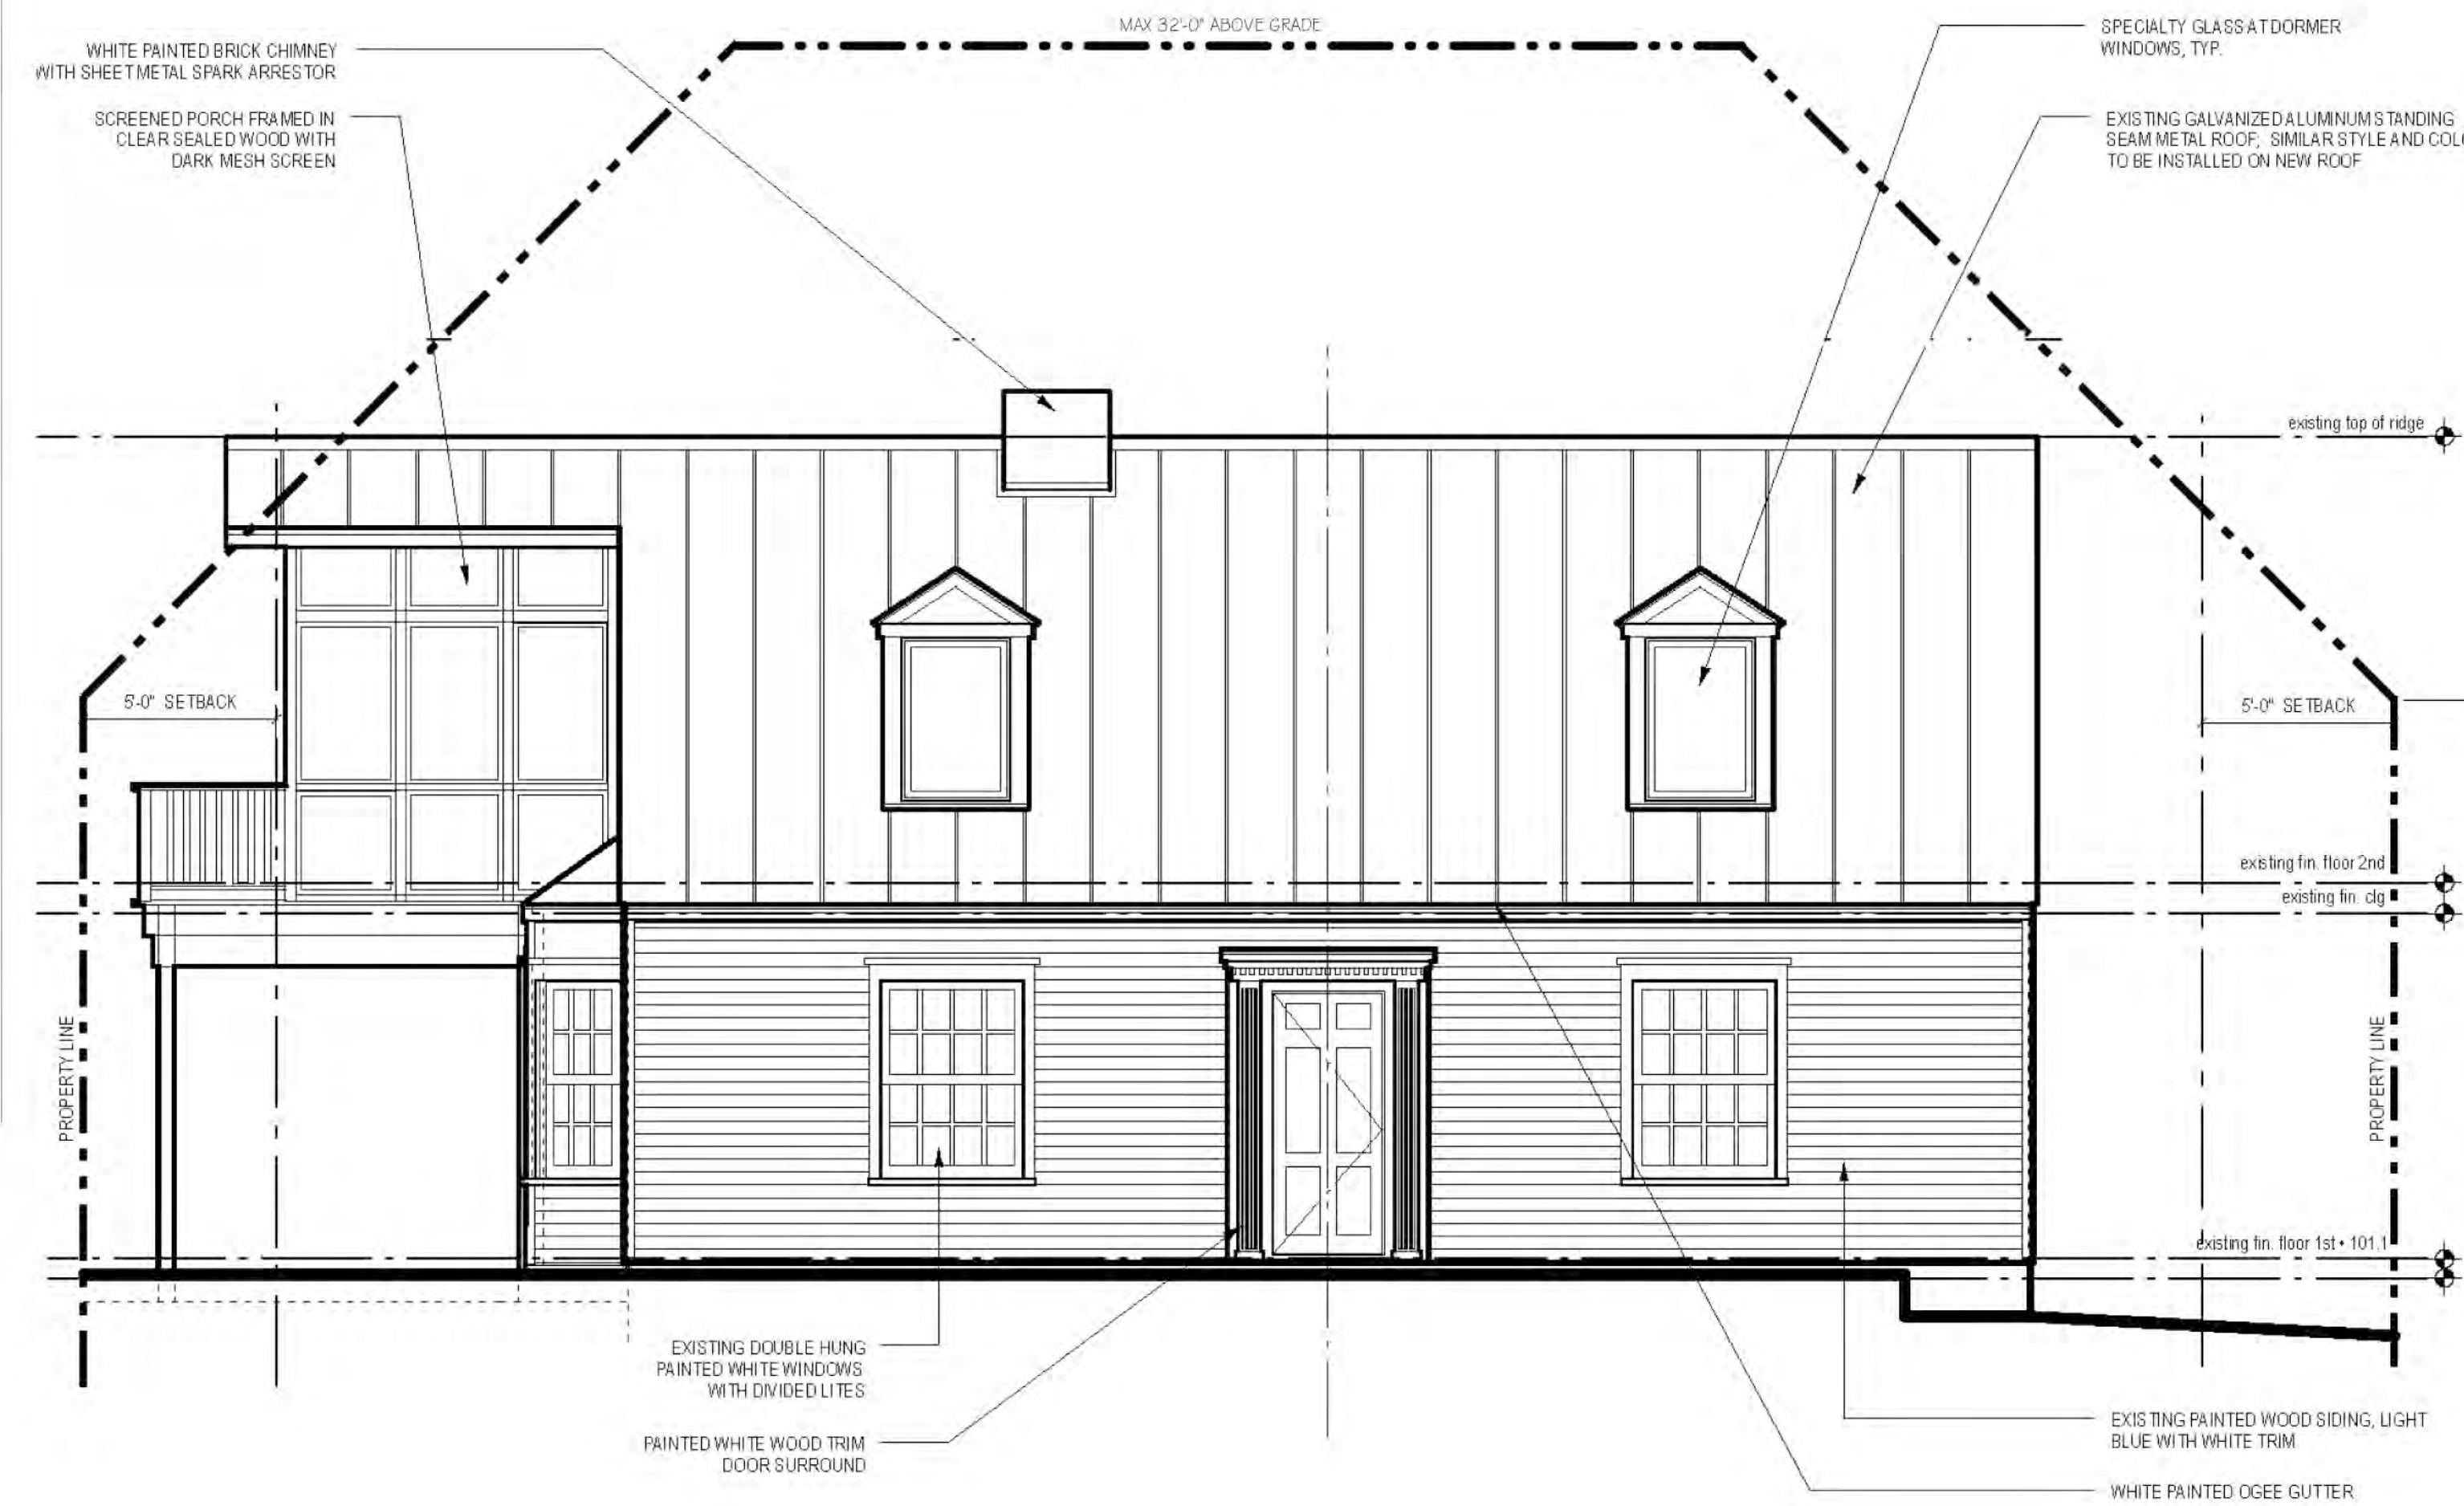 MAX 32'-0" ABOVE GRADE
WHITE PAINTED BRICK CHIMNEY
WITH SHEET METAL SPARK ARRESTOR
SCREENED PORCH FRAMED IN
CLEAR SEALED WOOD WITH
DARK MESH SCREEN
SPECIALTY GLASS AT DORMER
WINDOWS, TYP.
EXISTING GALVANIZED ALUMINUM STANDING
SEAM METAL ROOF; SIMILAR STYLE AND
TO BE INSTALLED ON NEW ROOF
existing top of ridge
5'-0" SETBACK
5'-0" SETBACK
existing fin. floor 2nd
existing fin. clg
PROPERTY LINE
PROPERTY LINE
existing fin. floor 1st + 101.1
EXISTING DOUBLE HUNG
PAINTED WHITE WINDOWS
WITH DIVIDED LITES
PAINTED WHITE WOOD TRIM
DOOR SURROUND
EXISTING PAINTED WOOD SIDING, LIGHT
BLUE WITH WHITE TRIM
WHITE PAINTED OGEE GUTTER